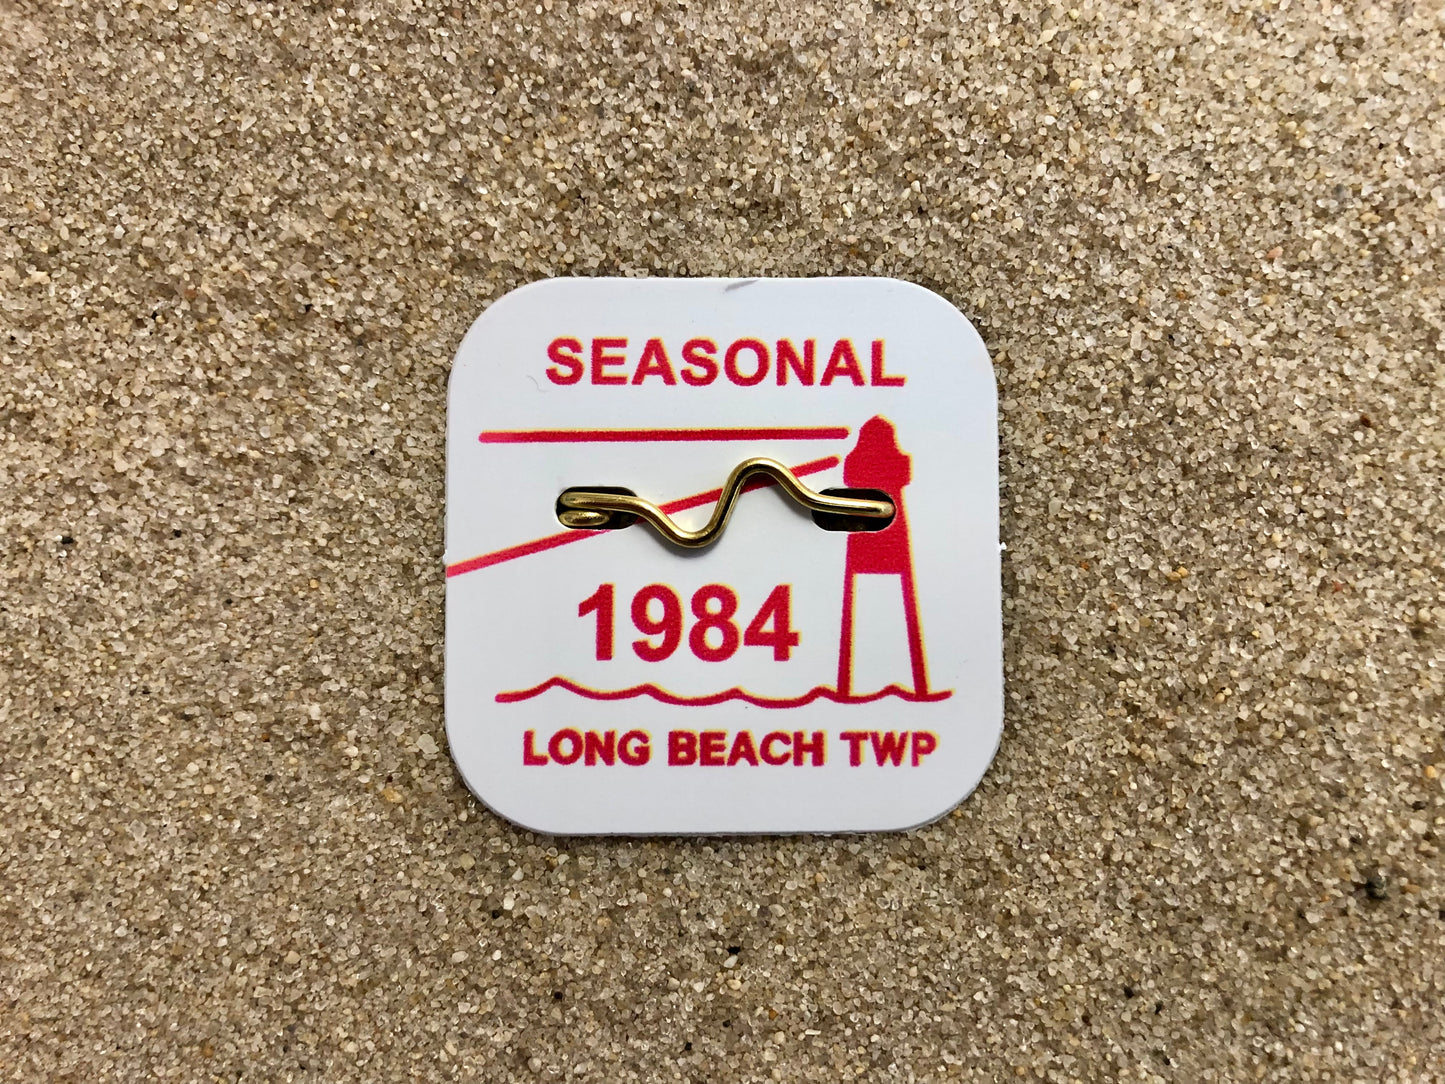 SEASONAL
1984
LONG BEACH TWP